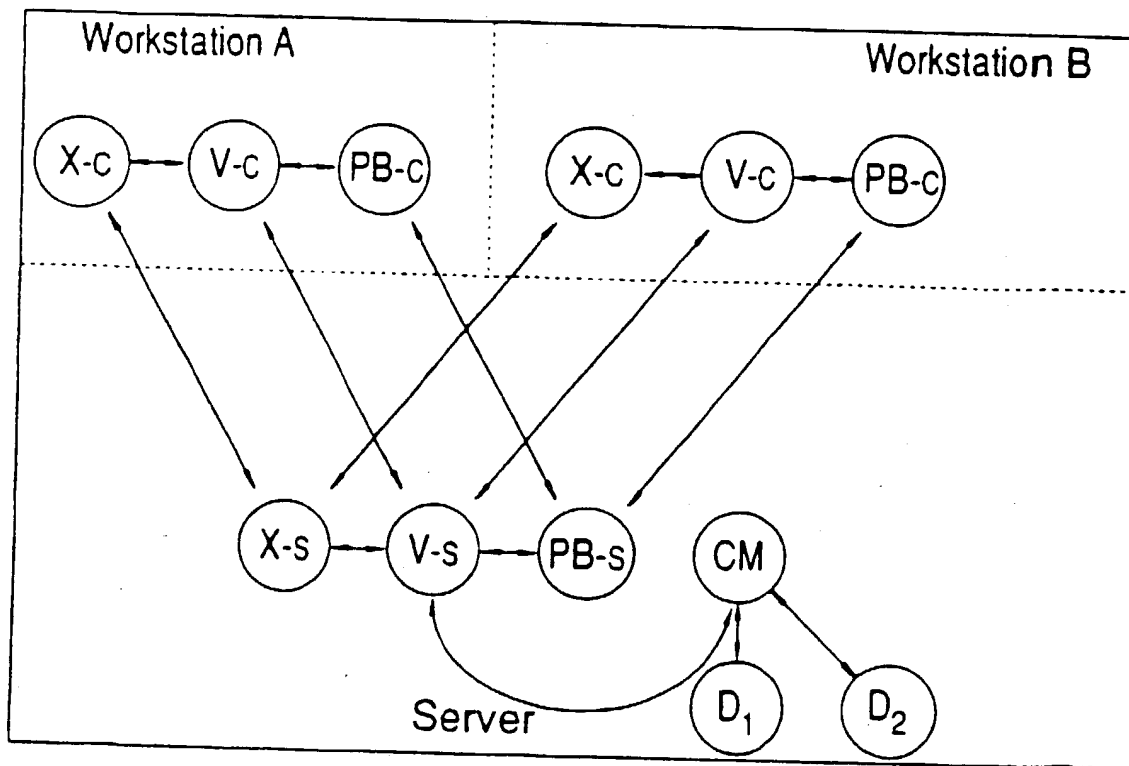 Workstation A
Workstation B
X-c
V-c
PB-c
X-c
V-c
PB-c
X-s
V-s
PB-s
CM
Server
D1
D2